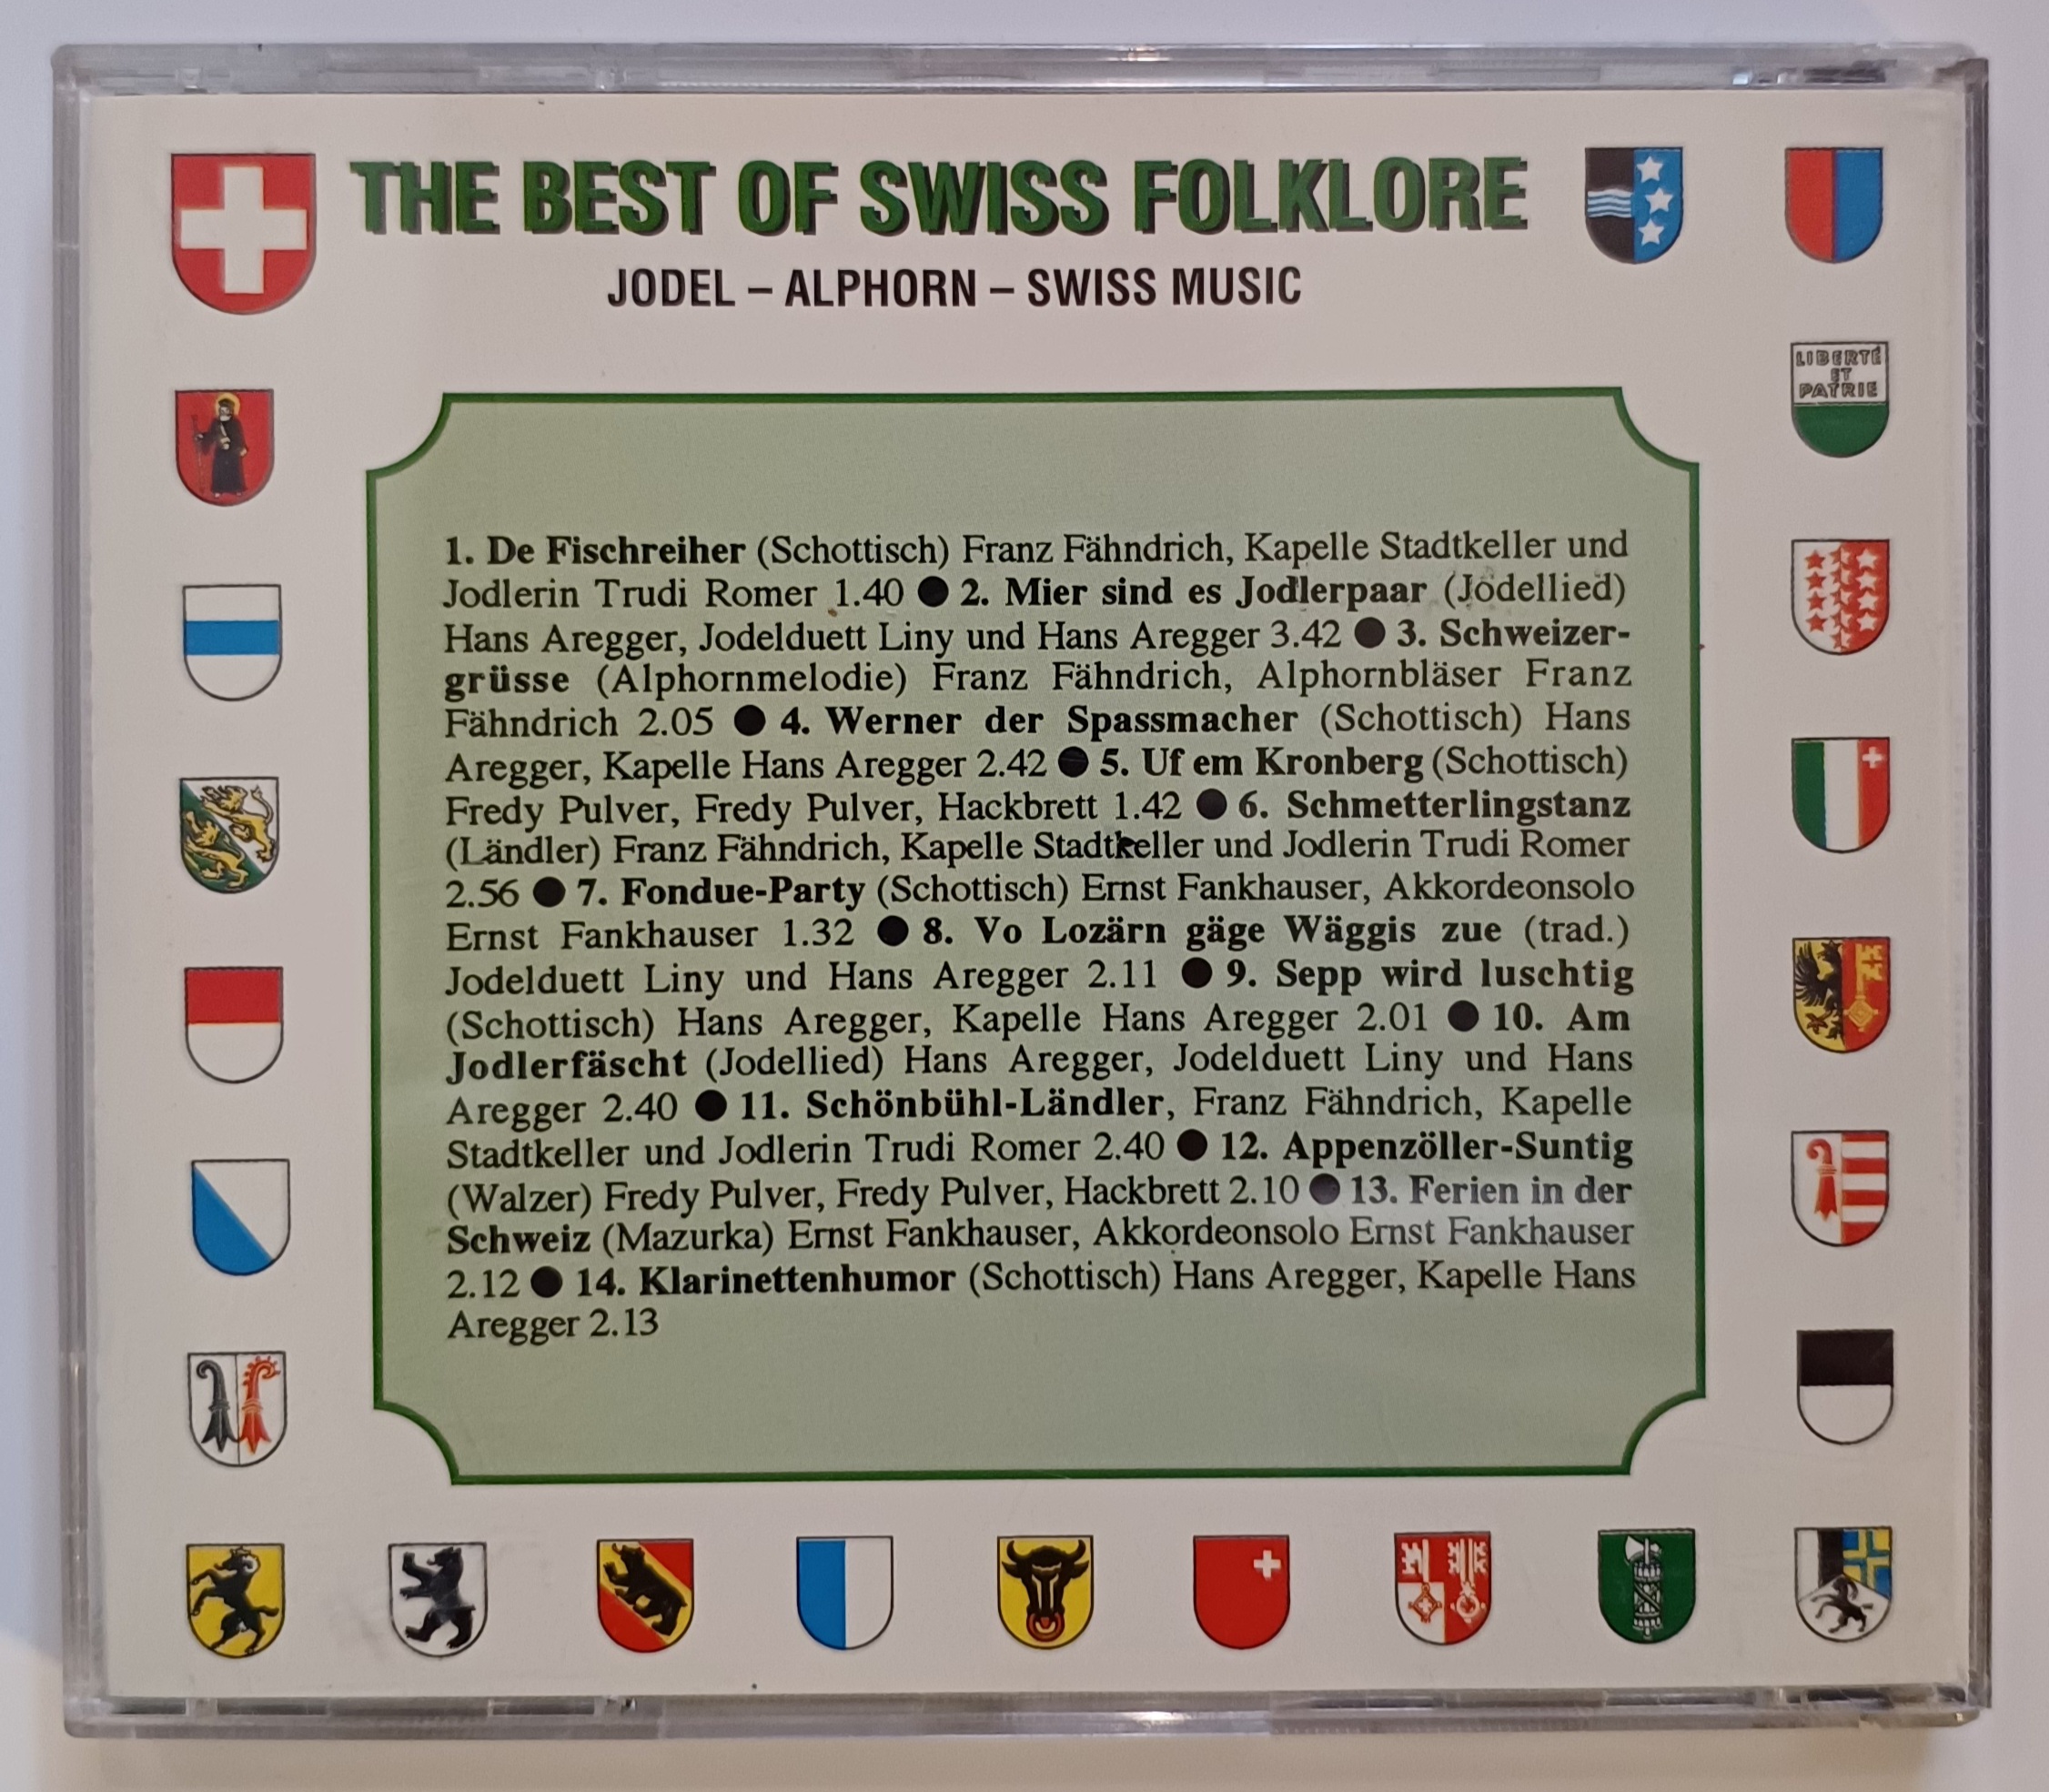 THE BEST OF SWISS FOLKLORE
JODEL – ALPHORN – SWISS MUSIC
LIBERTÉ
ET
PATRIE
1. De Fischreiher (Schottisch) Franz Fähndrich, Kapelle Stadtkeller und
Jodlerin Trudi Romer 1.40 ● 2. Mier sind es Jodlerpaar (Jodellied)
Hans Aregger, Jodelduett Liny und Hans Aregger 3.42 ● 3. Schweizer-
grüsse (Alphornmelodie) Franz Fähndrich, Alphornbläser Franz
Fähndrich 2.05 ● 4. Werner der Spassmacher (Schottisch) Hans
Aregger, Kapelle Hans Aregger 2.42 ● 5. Uf em Kronberg (Schottisch)
Fredy Pulver, Fredy Pulver, Hackbrett 1.42 ● 6. Schmetterlingstanz
(Ländler) Franz Fähndrich, Kapelle Stadtkeller und Jodlerin Trudi Romer
2.56 ● 7. Fondue-Party (Schottisch) Ernst Fankhauser, Akkordeonsolo
Ernst Fankhauser 1.32 ● 8. Vo Lozärn gäge Wäggis zue (trad.)
Jodelduett Liny und Hans Aregger 2.11 ● 9. Sepp wird luschtig
(Schottisch) Hans Aregger, Kapelle Hans Aregger 2.01 ● 10. Am
Jodlerfäscht (Jodellied) Hans Aregger, Jodelduett Liny und Hans
Aregger 2.40 ● 11. Schönbühl-Ländler, Franz Fähndrich, Kapelle
Stadtkeller und Jodlerin Trudi Romer 2.40 ● 12. Appenzöller-Suntig
(Walzer) Fredy Pulver, Fredy Pulver, Hackbrett 2.10 ● 13. Ferien in der
Schweiz (Mazurka) Ernst Fankhauser, Akkordeonsolo Ernst Fankhauser
2.12 ● 14. Klarinettenhumor (Schottisch) Hans Aregger, Kapelle Hans
Aregger 2.13